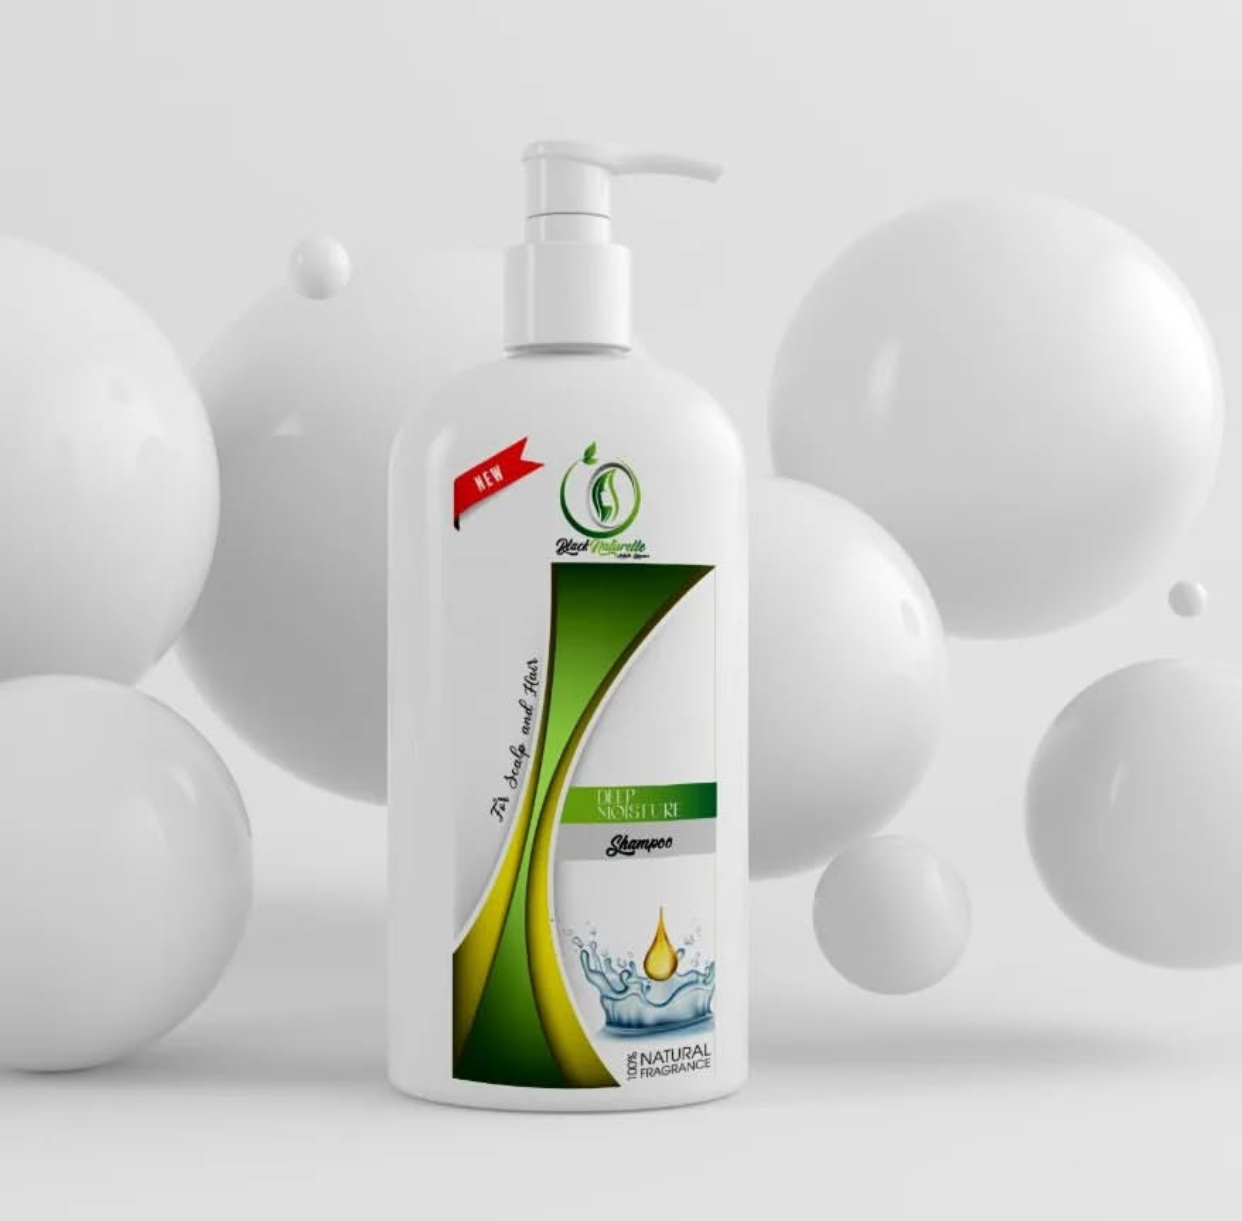 NEW
Black Naturelle
For Scalp and Hair
DEEP
MOISTURE
Shampoo
100% NATURAL
FRAGRANCE